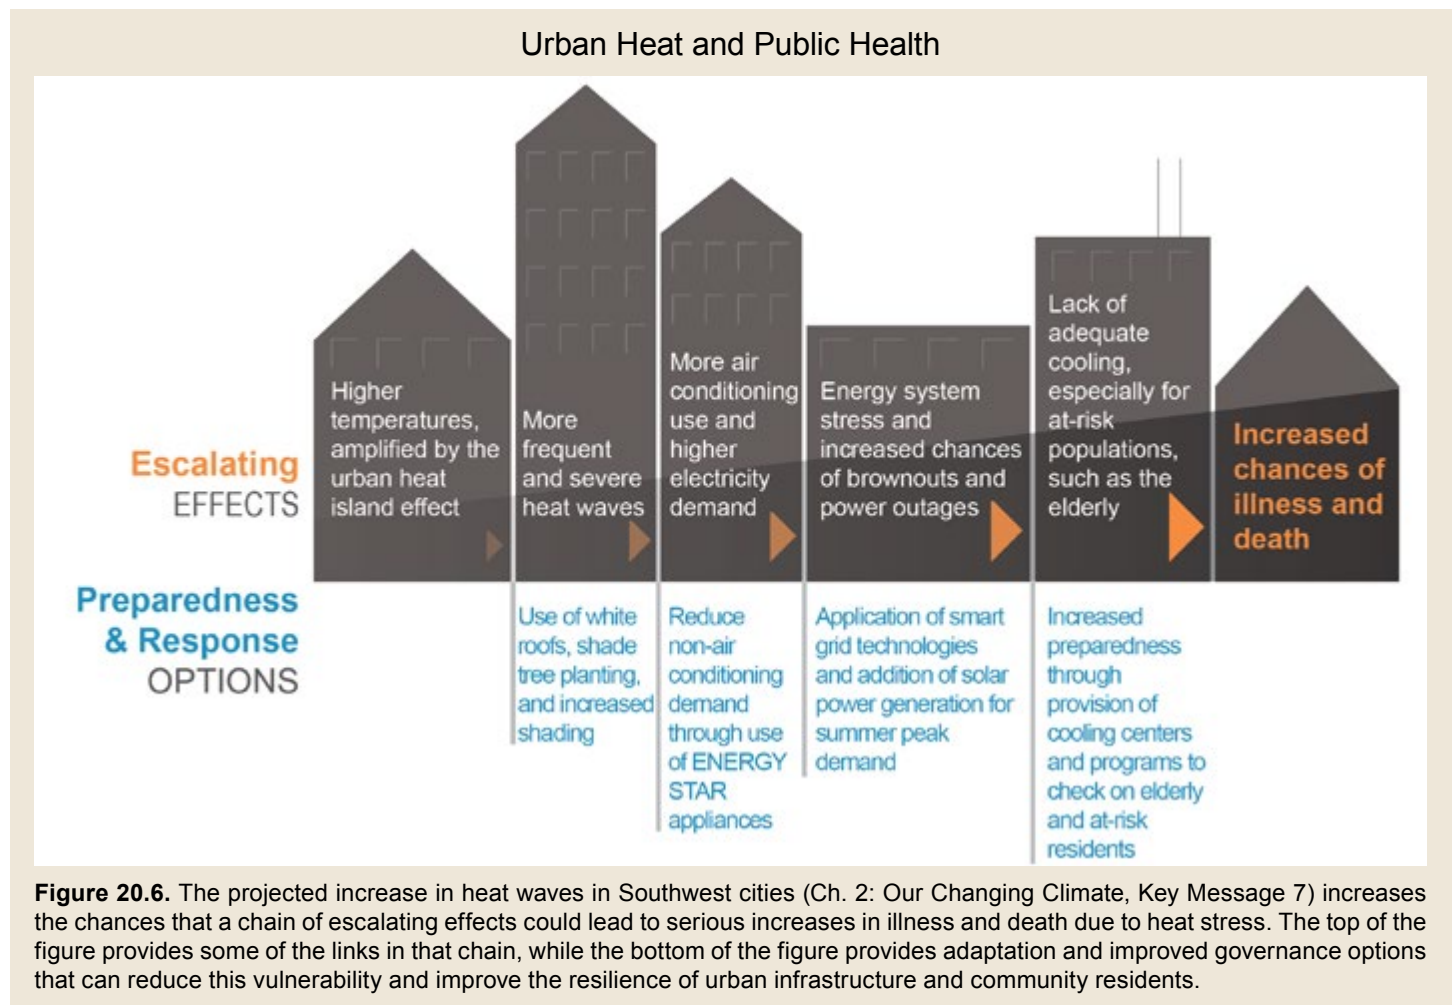 Urban Heat and Public Health
Escalating
EFFECTS
Higher
temperatures,
amplified by the
urban heat
island effect
More
frequent
and severe
heat waves
More air
conditioning
use and
higher
electricity
demand
Energy system
stress and
increased chances
of brownouts and
power outages
Lack of
adequate
cooling,
especially for
at-risk
populations,
such as the
elderly
Increased
chances of
illness and
death
Preparedness
& Response
OPTIONS
Use of white
roofs, shade
tree planting,
and increased
shading
Reduce
non-air
conditioning
demand
through use
of ENERGY
STAR
appliances
Application of smart
grid technologies
and addition of solar
power generation for
summer peak
demand
Increased
preparedness
through
provision of
cooling centers
and programs to
check on elderly
and at-risk
residents
Figure 20.6. The projected increase in heat waves in Southwest cities (Ch. 2: Our Changing Climate, Key Message 7) increases
the chances that a chain of escalating effects could lead to serious increases in illness and death due to heat stress. The top of the
figure provides some of the links in that chain, while the bottom of the figure provides adaptation and improved governance options
that can reduce this vulnerability and improve the resilience of urban infrastructure and community residents.